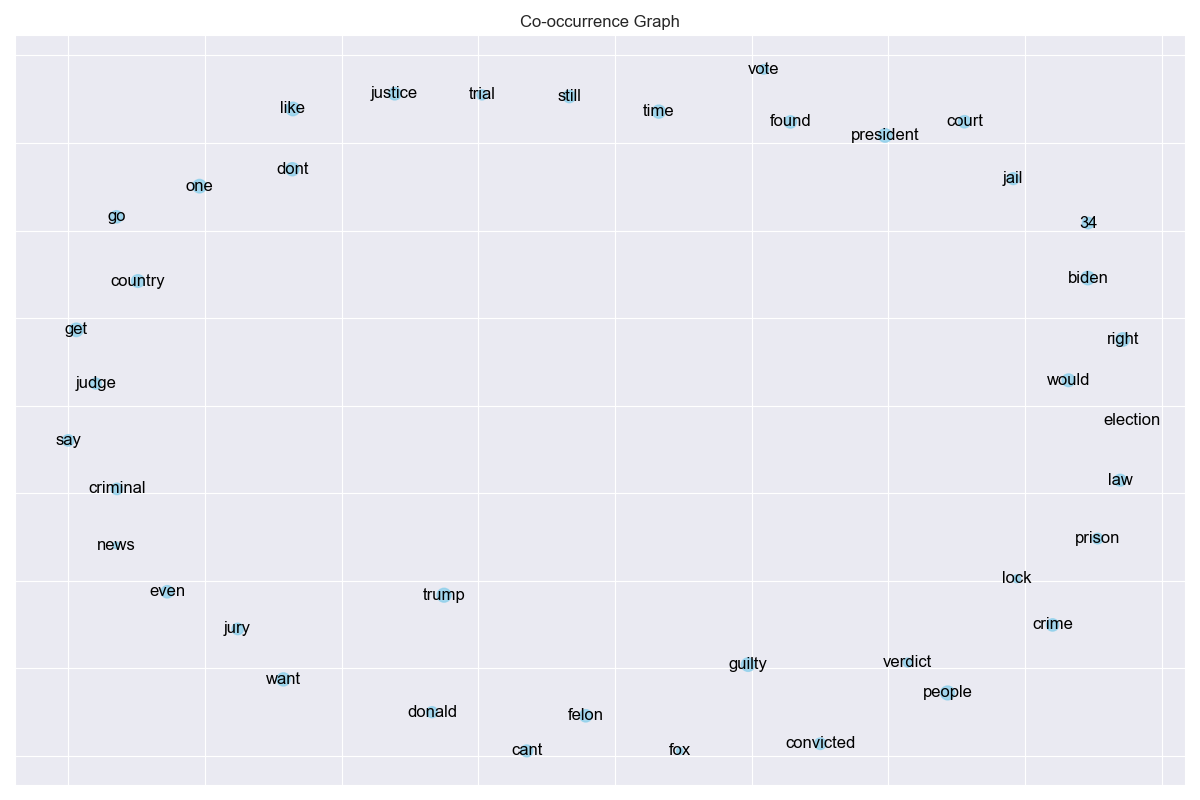 Co-occurrence Graph
vote
justice
trial
still
like
time
found
court
president
dont
jail
one
go
34
biden
country
get
right
would
judge
election
say
law
criminal
prison
news
lock
even
trump
crime
jury
verdict
guilty
want
people
donald
felon
convicted
cant
fox